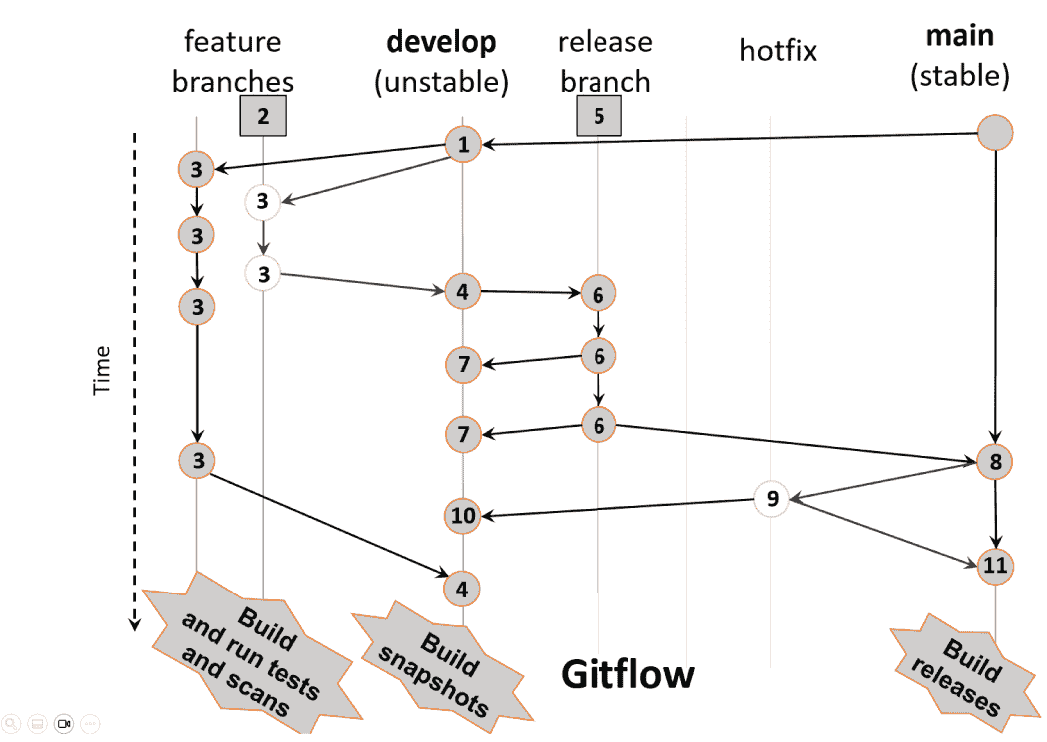 feature
branches
develop
(unstable)
release
branch
hotfix
main
(stable)
2
5
1
3
3
3
3
3
4
6
3
7
6
7
6
3
8
9
10
11
4
Time
Build
and run tests
and scans
Build
snapshots
Gitflow
Build
releases